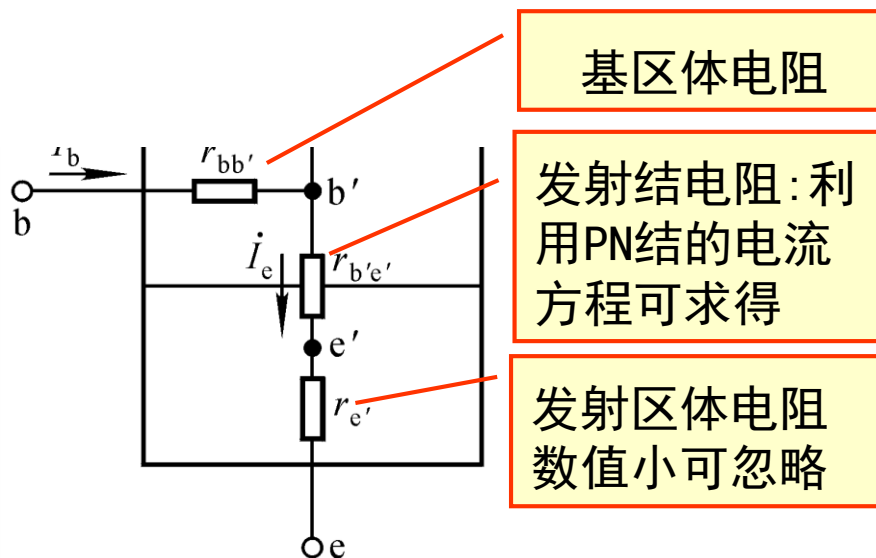 基区体电阻
r_bb′
b
b′
发射结电阻:利
用PN结的电流
方程可求得
İ_e
r_b′e′
e′
r_e′
发射区体电阻
数值小可忽略
e